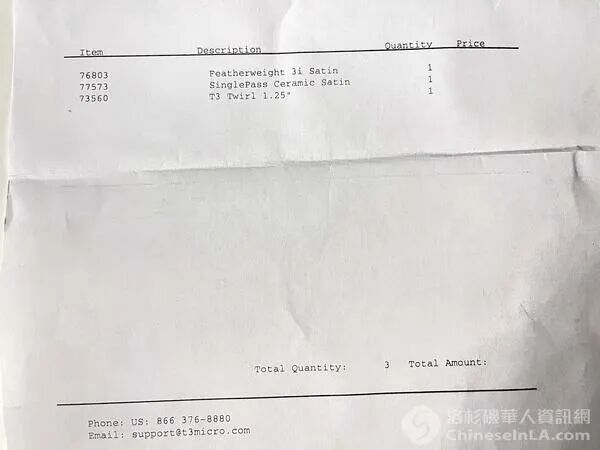 Item Description Quantity Price
76803 Featherweight 3i Satin 1
77573 SinglePass Ceramic Satin 1
73560 T3 Twirl 1.25" 1
Total Quantity: 3 Total Amount:
Phone: US: 866 376-8880
Email: support@t3micro.com
洛杉磯華人資訊網
ChineseInLA.com